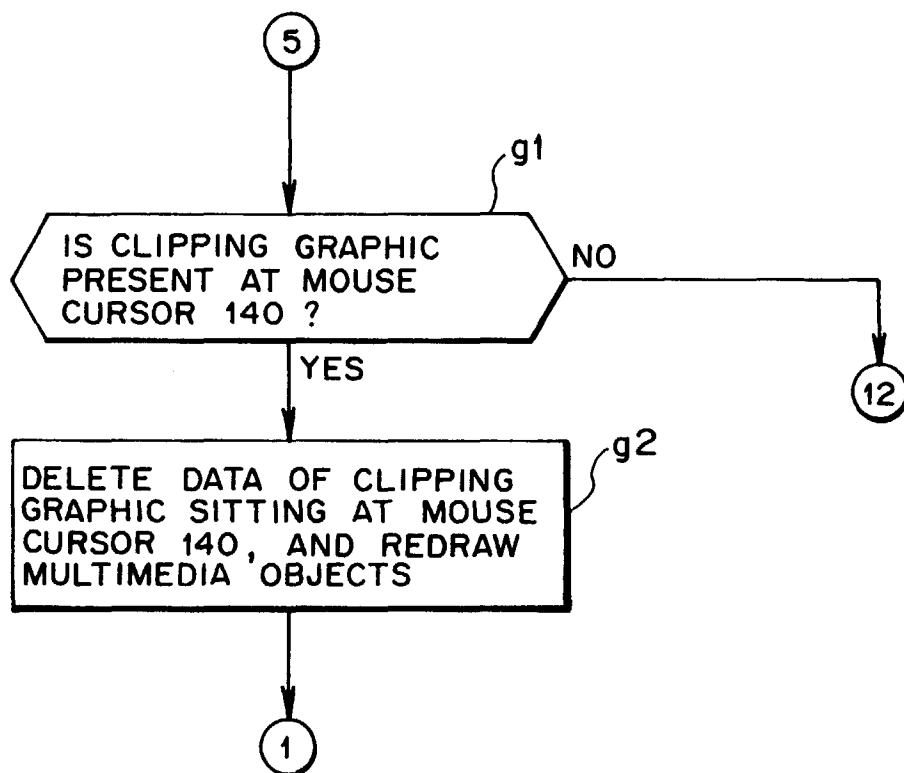 5
g1
IS CLIPPING GRAPHIC
PRESENT AT MOUSE
CURSOR 140 ?
NO
YES
12
g2
DELETE DATA OF CLIPPING
GRAPHIC SITTING AT MOUSE
CURSOR 140, AND REDRAW
MULTIMEDIA OBJECTS
1